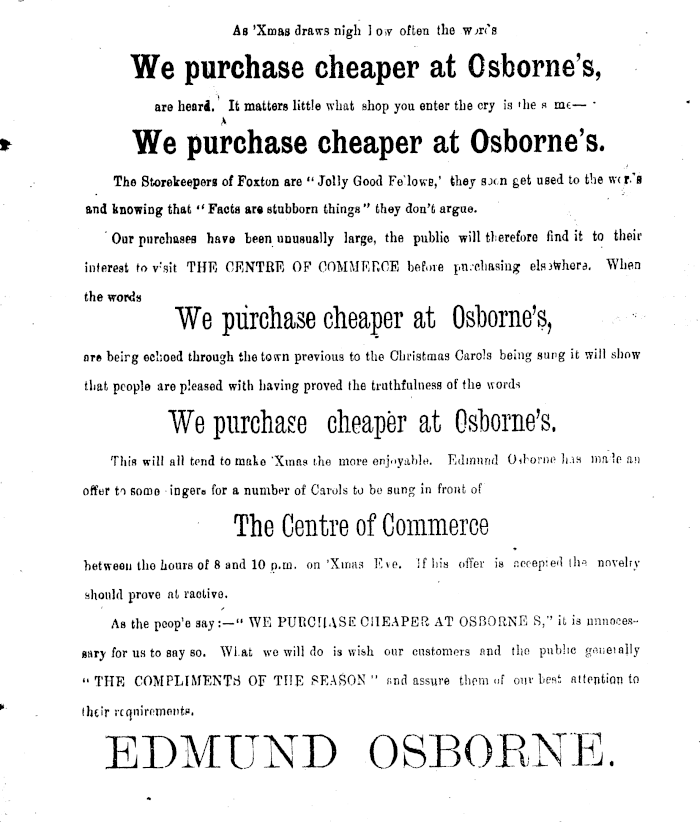 As 'Xmas draws nigh how often the words
We purchase cheaper at Osborne's,
are heard. It matters little what shop you enter the cry is the same—
We purchase cheaper at Osborne's.
The Storekeepers of Foxton are "Jolly Good Fellows,' they soon get used to the words
and knowing that "Facts are stubborn things" they don't argue.
Our purchases have been unusually large, the public will therefore find it to their
interest to visit THE CENTRE OF COMMERCE before purchasing elsewhere. When
the words
We purchase cheaper at Osborne's,
are being echoed through the town previous to the Christmas Carols being sung it will show
that people are pleased with having proved the truthfulness of the words
We purchase cheaper at Osborne's.
This will all tend to make 'Xmas the more enjoyable. Edmund Osborne has made an
offer to some singers for a number of Carols to be sung in front of
The Centre of Commerce
between the hours of 8 and 10 p.m. on 'Xmas Eve. If his offer is accepted the novelty
should prove attractive.
As the people say:—"WE PURCHASE CHEAPER AT OSBORNE S," it is unneces-
sary for us to say so. What we will do is wish our customers and the public generally
"THE COMPLIMENTS OF THE SEASON" and assure them of our best attention to
their requirements.
EDMUND OSBORNE.